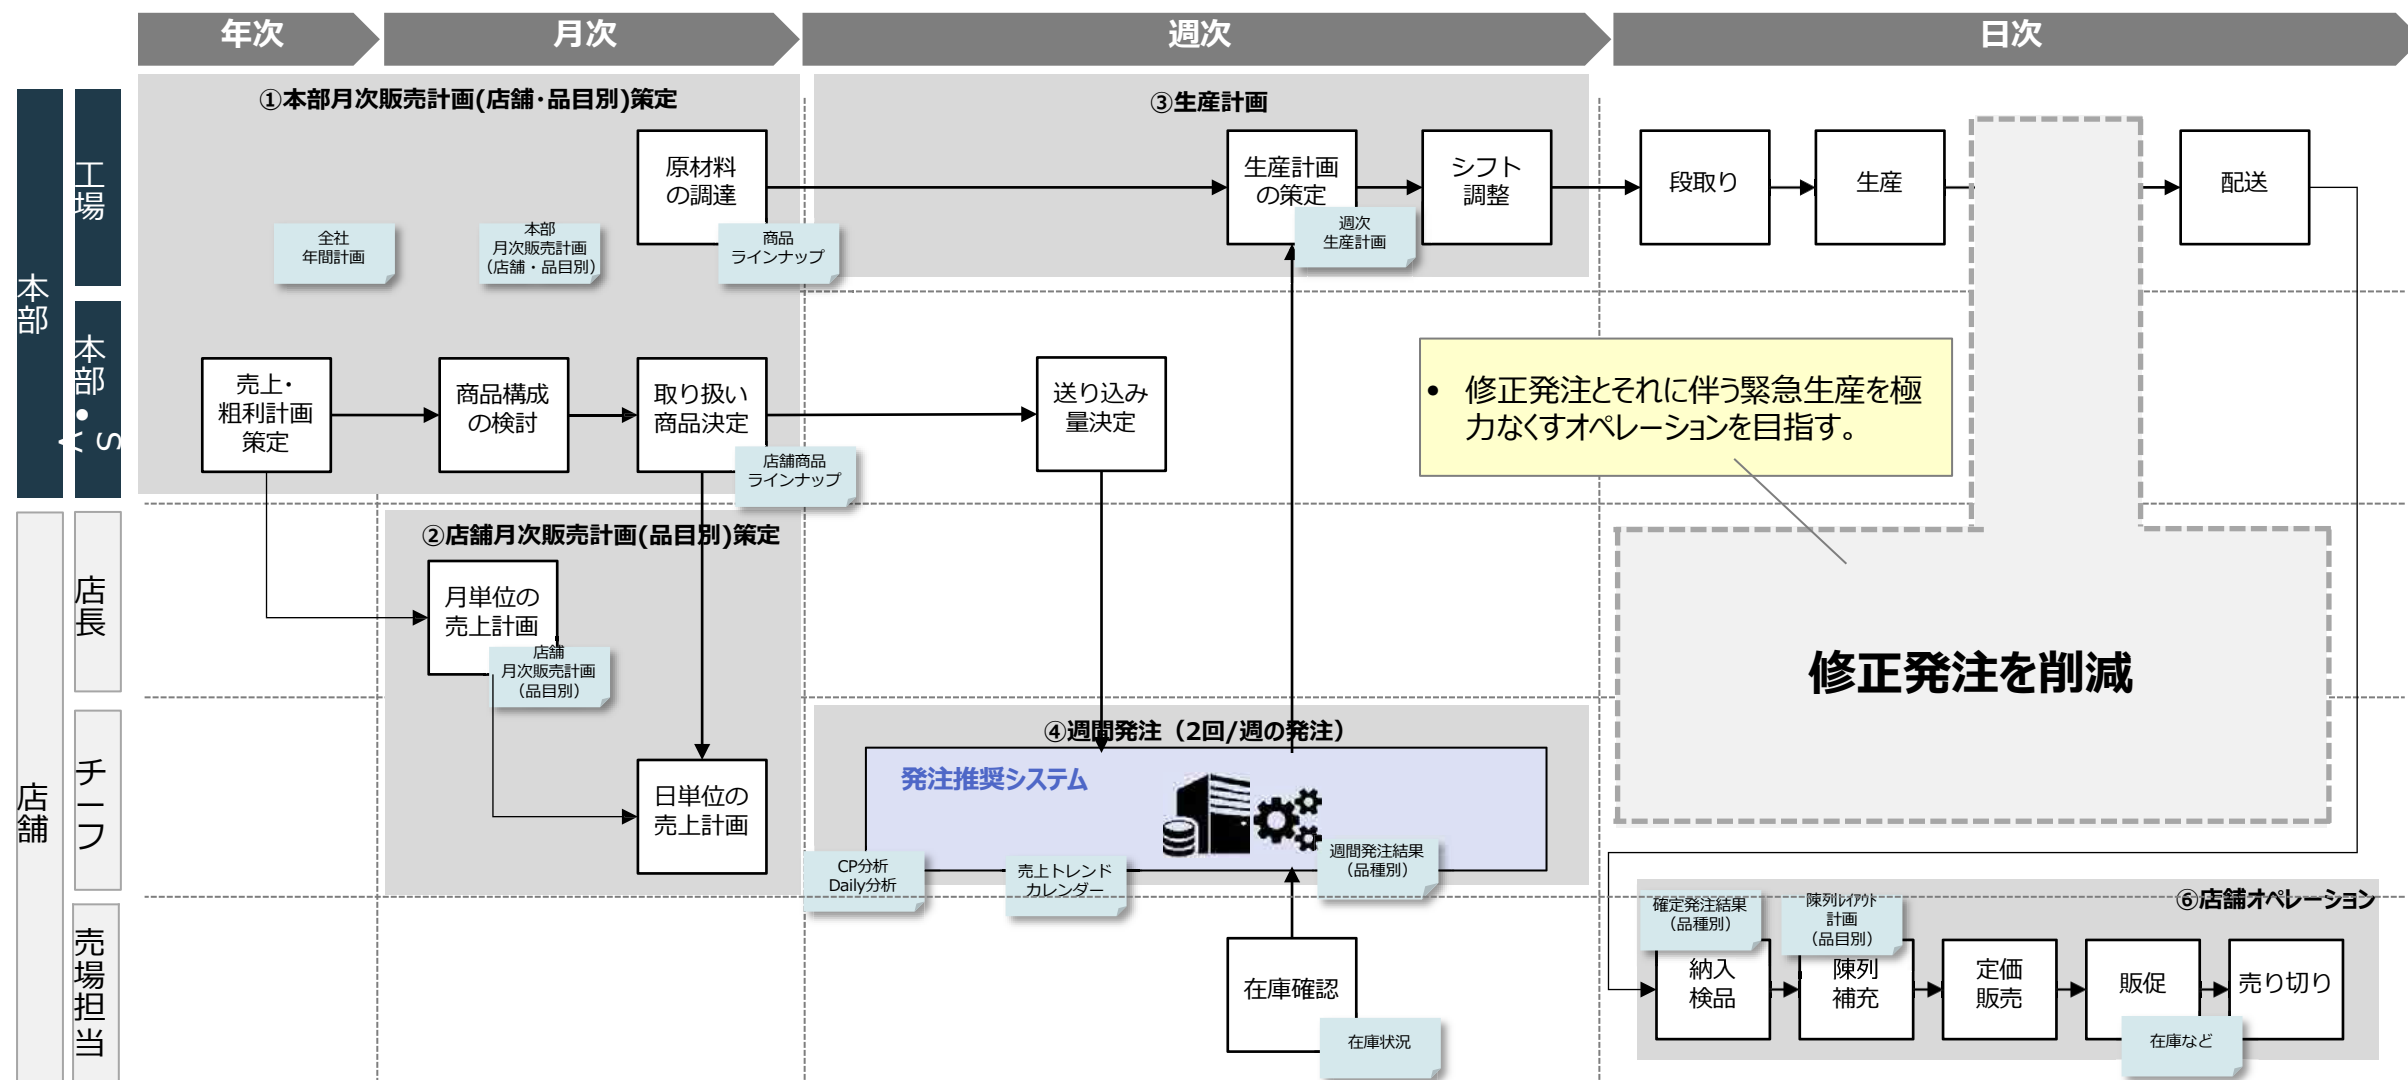 年次
月次
週次
日次
本部
工場
本部・SV
店舗
店長
チーフ
売場担当
①本部月次販売計画(店舗・品目別)策定
原材料
の調達
全社
年間計画
本部
月次販売計画
（店舗・品目別）
商品
ラインナップ
売上・
粗利計画
策定
商品構成
の検討
取り扱い
商品決定
店舗商品
ラインナップ
②店舗月次販売計画(品目別)策定
月単位の
売上計画
店舗
月次販売計画
（品目別）
日単位の
売上計画
③生産計画
生産計画
の策定
週次
生産計画
シフト
調整
送り込み
量決定
④週間発注（2回/週の発注）
発注推奨システム
CP分析
Daily分析
売上トレンド
カレンダー
週間発注結果
（品種別）
在庫確認
在庫状況
段取り
生産
配送
• 修正発注とそれに伴う緊急生産を極
力なくすオペレーションを目指す。
修正発注を削減
⑥店舗オペレーション
確定発注結果
（品種別）
陳列レイアウト
計画
（品目別）
納入
検品
陳列
補充
定価
販売
販促
売り切り
在庫など